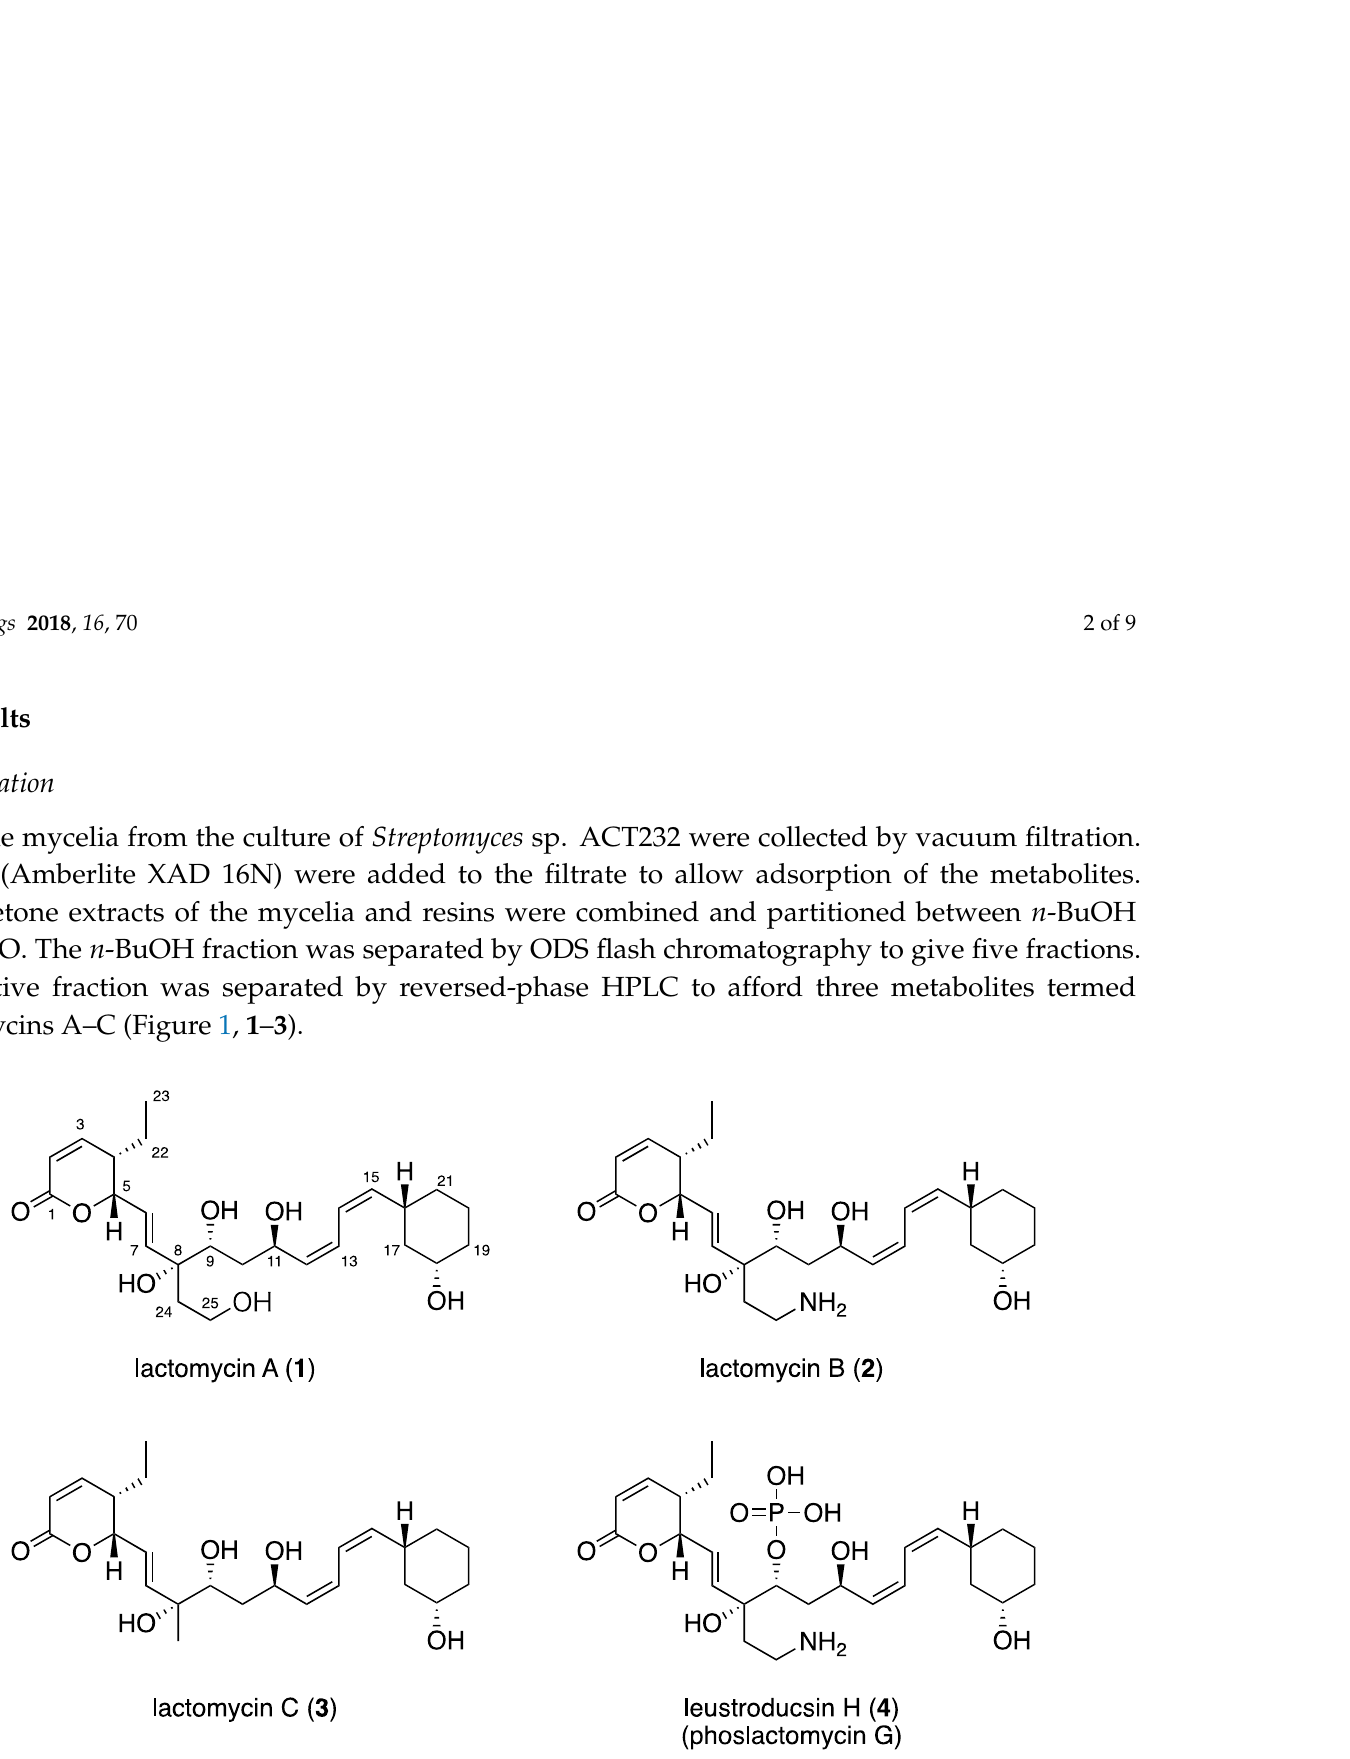 gs 2018, 16, 70 2 of 9
lts
ation
e mycelia from the culture of Streptomyces sp. ACT232 were collected by vacuum filtration.
(Amberlite XAD 16N) were added to the filtrate to allow adsorption of the metabolites.
etone extracts of the mycelia and resins were combined and partitioned between n-BuOH
O. The n-BuOH fraction was separated by ODS flash chromatography to give five fractions.
tive fraction was separated by reversed-phase HPLC to afford three metabolites termed
ycins A–C (Figure 1, 1–3).
23
3
22
5
15 H 21
O 1 O H OH OH
7 8 9 11 13 17 19
HO 24 25 OH OH
lactomycin A (1)
H
O O H OH OH
HO NH2 OH
lactomycin B (2)
H
O O H OH OH
HO OH
lactomycin C (3)
OH
O=P–OH H
O O H O OH
HO NH2 OH
leustroducsin H (4)
(phoslactomycin G)